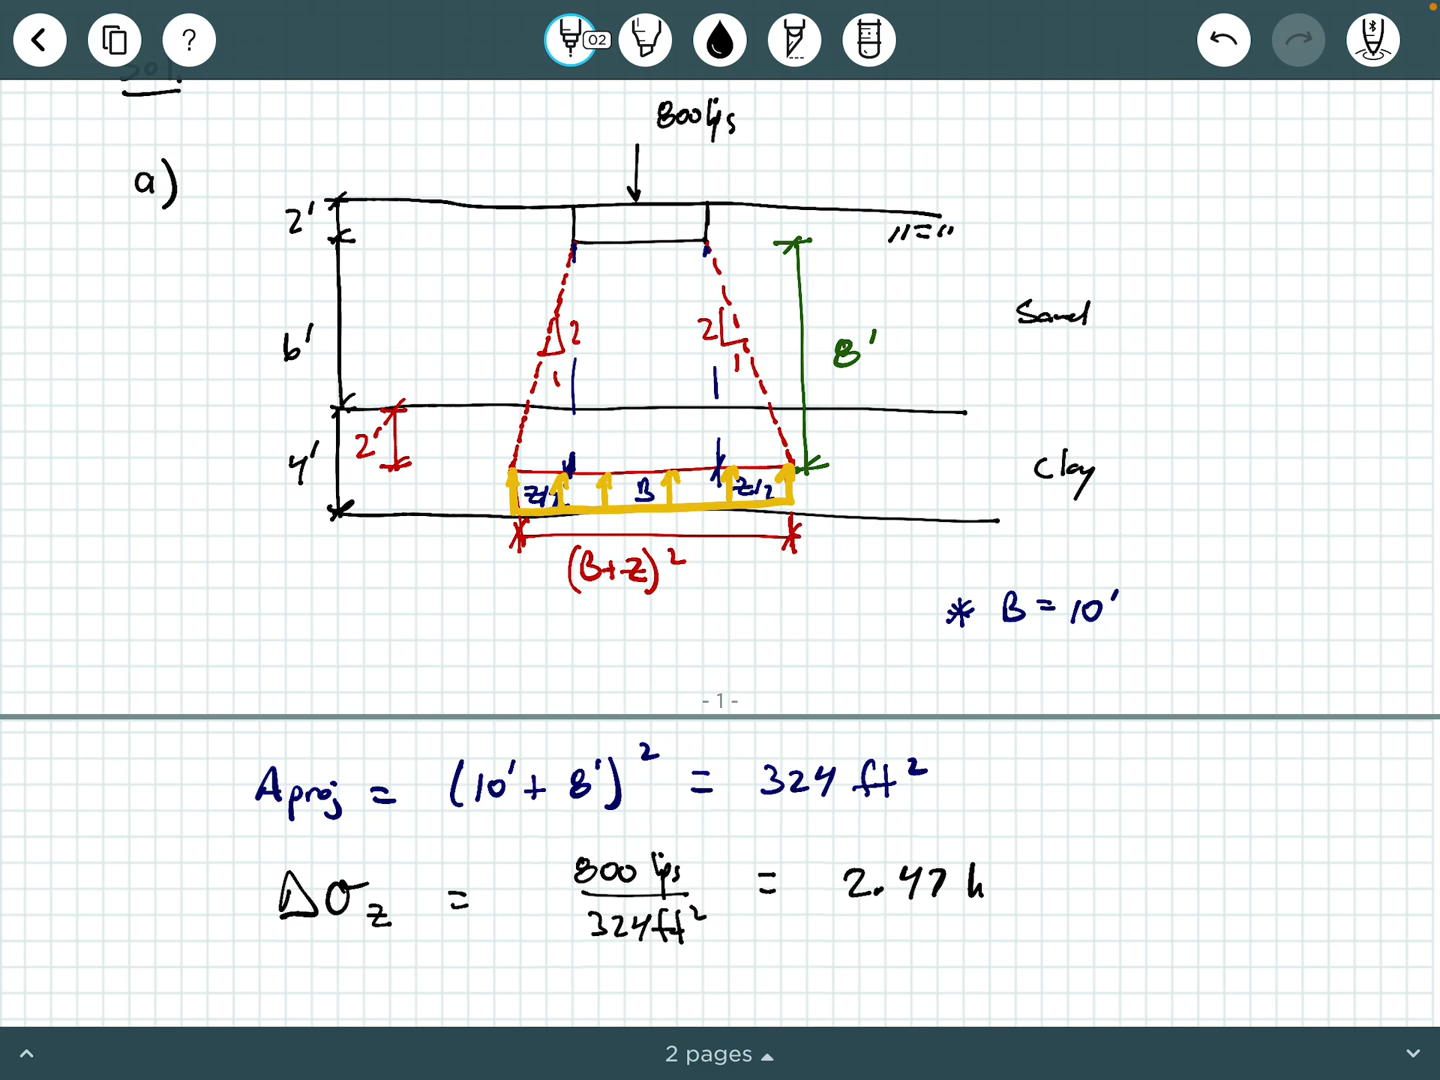 ?
02
800 kips
a)
2'
"="
6'
2
1
2
1
8'
Sand
4'
2'
Clay
z/2 B z/2
(B+z)²
* B = 10'
- 1 -
Aproj = (10' + 8')² = 324 ft²
Δσz = 800 kips / 324 ft² = 2.47 k
2 pages